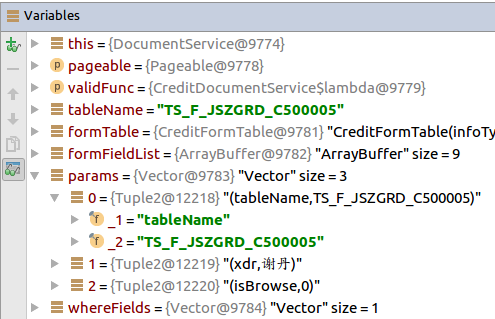 Variables
this = {DocumentService@9774}
pageable = {Pageable@9778}
validFunc = {CreditDocumentService$lambda@9779}
tableName = "TS_F_JSZGRD_C500005"
formTable = {CreditFormTable@9781} "CreditFormTable(infoTy
formFieldList = {ArrayBuffer@9782} "ArrayBuffer" size = 9
params = {Vector@9783} "Vector" size = 3
0 = {Tuple2@12218} "(tableName,TS_F_JSZGRD_C500005)"
_1 = "tableName"
_2 = "TS_F_JSZGRD_C500005"
1 = {Tuple2@12219} "(xdr,谢丹)"
2 = {Tuple2@12220} "(isBrowse,0)"
whereFields = {Vector@9784} "Vector" size = 1